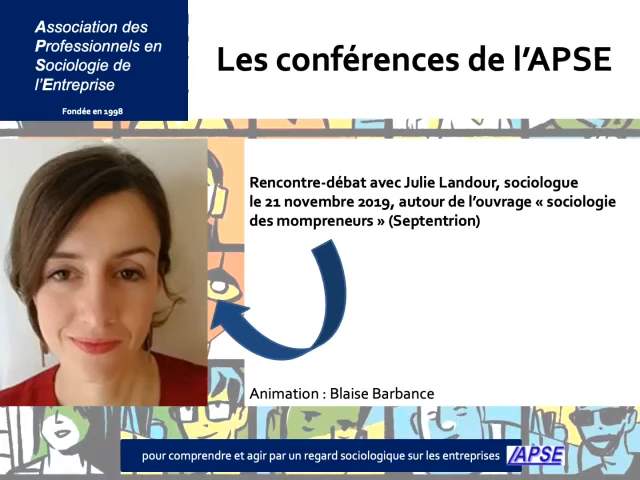 Association des
Professionnels en
Sociologie de
l'Entreprise
Fondée en 1998
Les conférences de l'APSE
Rencontre-débat avec Julie Landour, sociologue
le 21 novembre 2019, autour de l'ouvrage « sociologie
des mompreneurs » (Septentrion)
Animation : Blaise Barbance
pour comprendre et agir par un regard sociologique sur les entreprises
APSE